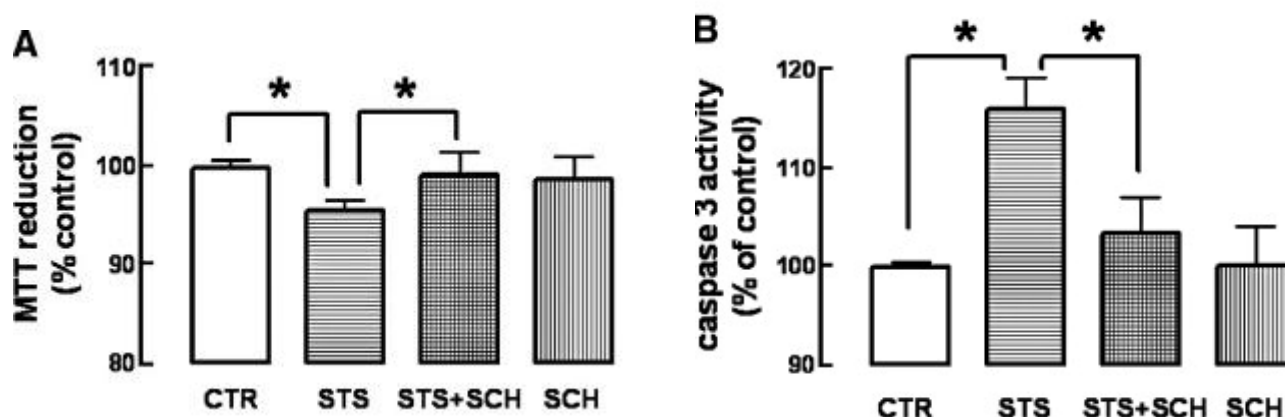 A
MTT reduction
(% control)
110
100
90
80
*
*
CTR
STS
STS+SCH
SCH
B
caspase 3 activity
(% of control)
120
110
100
90
*
*
CTR
STS
STS+SCH
SCH